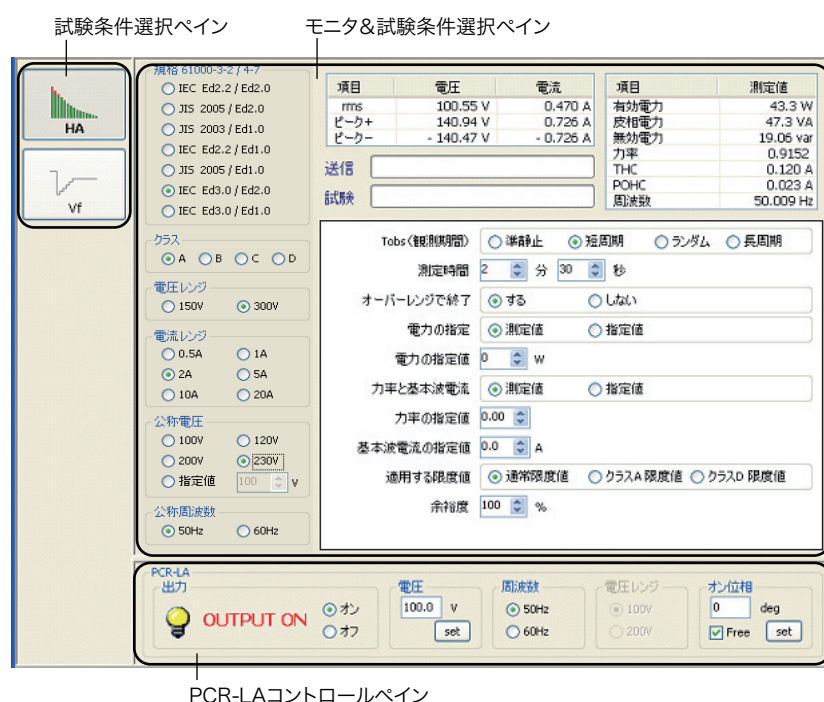 試験条件選択ペイン
モニタ&試験条件選択ペイン
HA
Vf
規格 61000-3-2 / 4-7
IEC Ed2.2 / Ed2.0
JIS 2005 / Ed2.0
JIS 2003 / Ed1.0
IEC Ed2.2 / Ed1.0
JIS 2005 / Ed1.0
IEC Ed3.0 / Ed2.0
IEC Ed3.0 / Ed1.0
クラス
A B C D
電圧レンジ
150V 300V
電流レンジ
0.5A 1A
2A 5A
10A 20A
公称電圧
100V 120V
200V 230V
指定値 100 V
公称周波数
50Hz 60Hz
項目 電圧 電流
rms 100.55 V 0.470 A
ピーク+ 140.94 V 0.726 A
ピーク- - 140.47 V - 0.726 A
送信
試験
項目 測定値
有効電力 43.3 W
皮相電力 47.3 VA
無効電力 19.06 var
力率 0.9152
THC 0.120 A
POHC 0.023 A
周波数 50.009 Hz
Tobs(観測期間) 準静止 短周期 ランダム 長周期
測定時間 2 分 30 秒
オーバーレンジで終了 する しない
電力の指定 測定値 指定値
電力の指定値 0 W
力率と基本波電流 測定値 指定値
力率の指定値 0.00
基本波電流の指定値 0.0 A
適用する限度値 通常限度値 クラスA 限度値 クラスD 限度値
余裕度 100 %
PCR-LA
出力
OUTPUT ON
オン
オフ
電圧
100.0 V
set
周波数
50Hz
60Hz
電圧レンジ
100V
200V
オン位相
0 deg
Free set
PCR-LAコントロールペイン